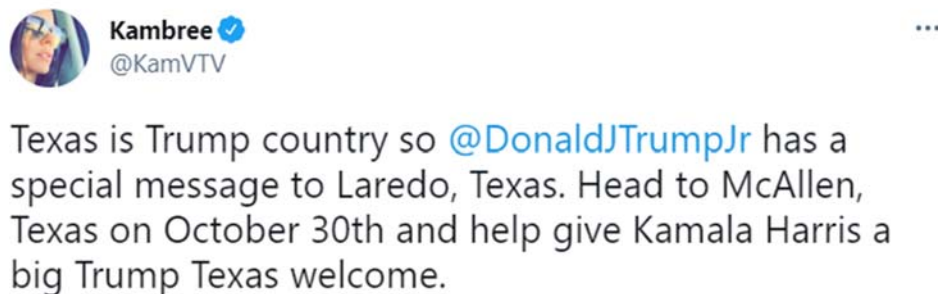 Kambree
@KamVTV
Texas is Trump country so @DonaldJTrumpJr has a
special message to Laredo, Texas. Head to McAllen,
Texas on October 30th and help give Kamala Harris a
big Trump Texas welcome.